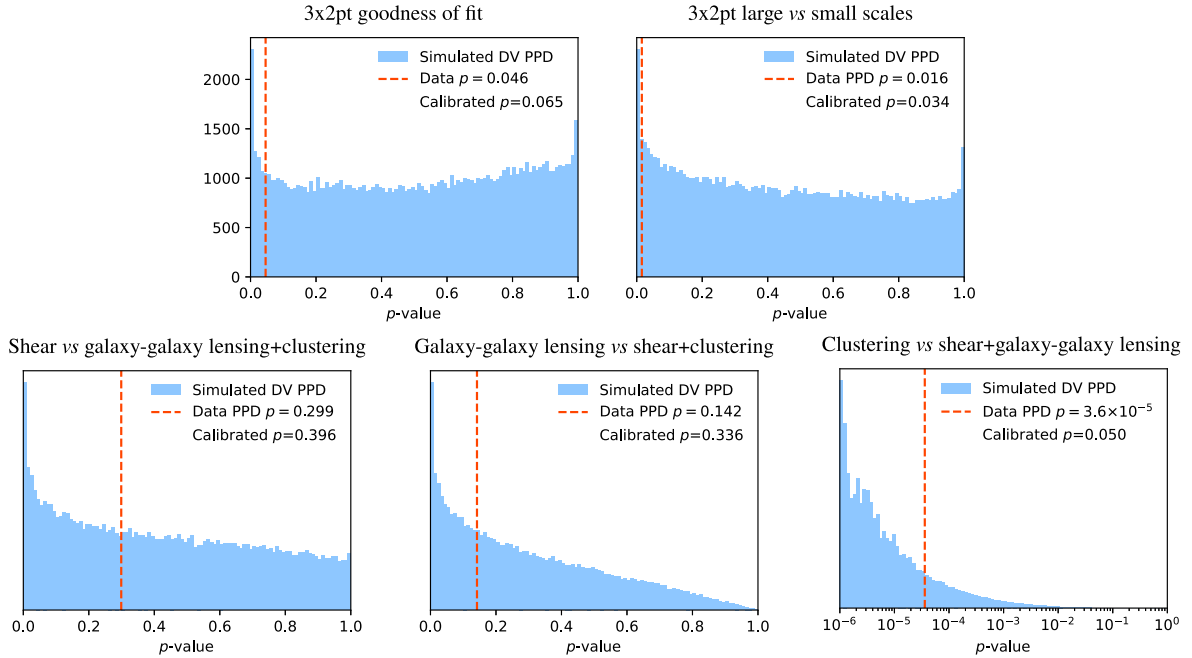 3x2pt goodness of fit
Simulated DV PPD
Data p = 0.046
Calibrated p=0.065
2000
1500
1000
500
0
0.0 0.2 0.4 0.6 0.8 1.0
p-value
3x2pt large vs small scales
Simulated DV PPD
Data PPD p = 0.016
Calibrated p=0.034
0.0 0.2 0.4 0.6 0.8 1.0
p-value
Shear vs galaxy-galaxy lensing+clustering
Simulated DV PPD
Data PPD p = 0.299
Calibrated p=0.396
0.0 0.2 0.4 0.6 0.8 1.0
p-value
Galaxy-galaxy lensing vs shear+clustering
Simulated DV PPD
Data PPD p = 0.142
Calibrated p=0.336
0.0 0.2 0.4 0.6 0.8 1.0
p-value
Clustering vs shear+galaxy-galaxy lensing
Simulated DV PPD
Data PPD p = 3.6×10⁻⁵
Calibrated p=0.050
10⁻⁶ 10⁻⁵ 10⁻⁴ 10⁻³ 10⁻² 10⁻¹ 10⁰
p-value